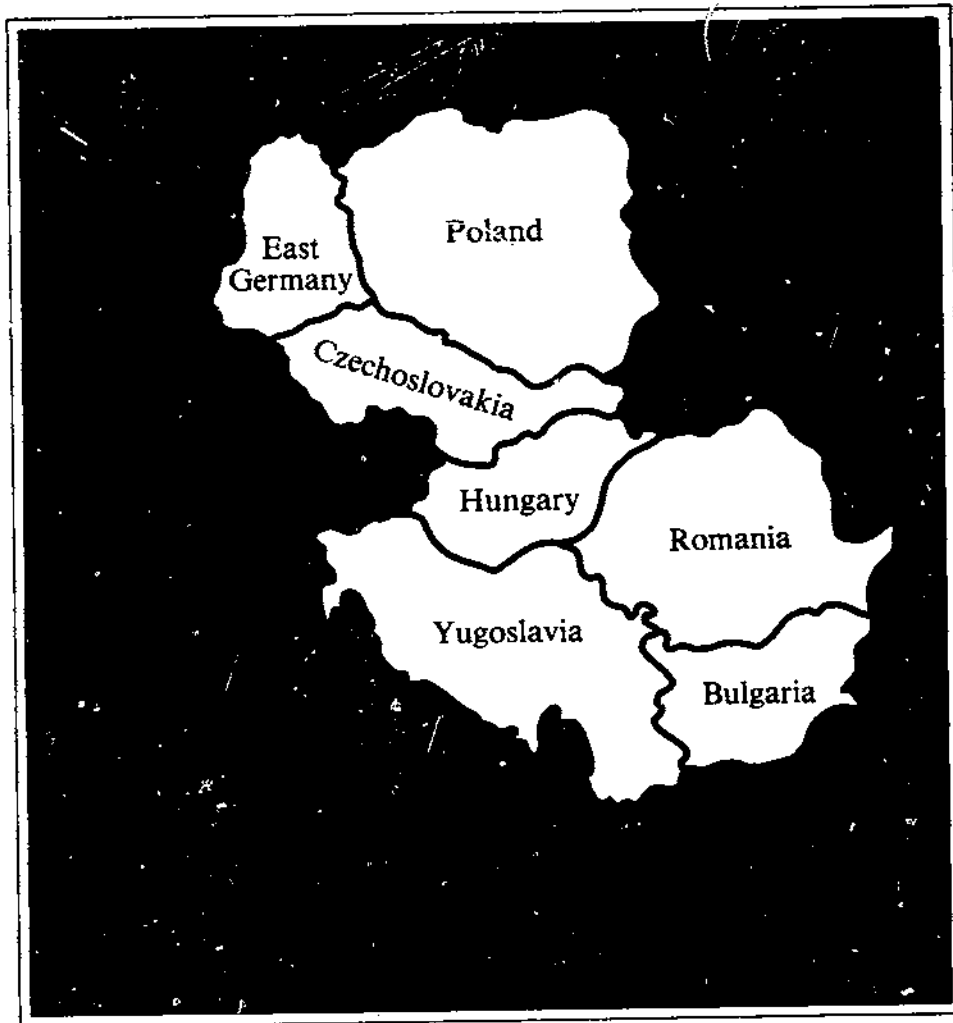 Poland
East
Germany
Czechoslovakia
Hungary
Romania
Yugoslavia
Bulgaria